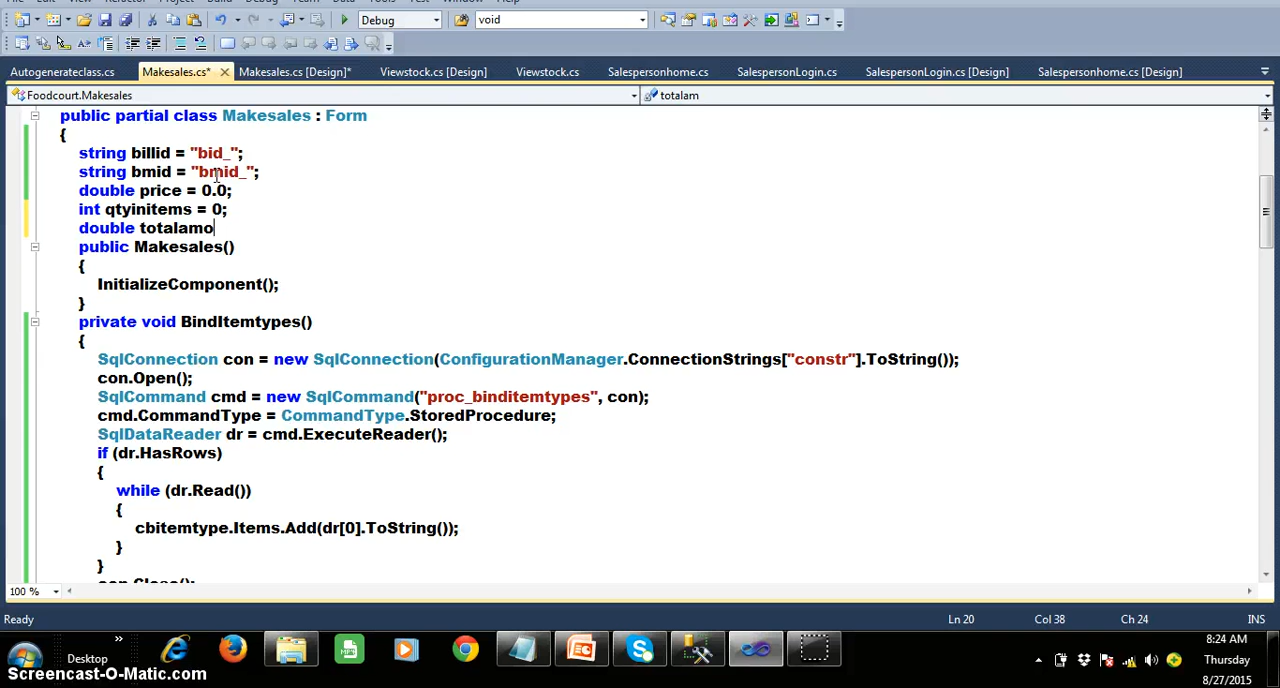 Debug
void
Autogenerateclass.cs
Makesales.cs*
Makesales.cs [Design]*
Viewstock.cs [Design]
Viewstock.cs
Salespersonhome.cs
SalespersonLogin.cs
SalespersonLogin.cs [Design]
Salespersonhome.cs [Design]
Foodcourt.Makesales
totalam
public partial class Makesales : Form
{
string billid = "bid_";
string bmid = "bmid_";
double price = 0.0;
int qtyinitems = 0;
double totalamo
public Makesales()
{
InitializeComponent();
}
private void BindItemtypes()
{
SqlConnection con = new SqlConnection(ConfigurationManager.ConnectionStrings["constr"].ToString());
con.Open();
SqlCommand cmd = new SqlCommand("proc_binditemtypes", con);
cmd.CommandType = CommandType.StoredProcedure;
SqlDataReader dr = cmd.ExecuteReader();
if (dr.HasRows)
{
while (dr.Read())
{
cbitemtype.Items.Add(dr[0].ToString());
}
}
con.Close();
100 %
Ready
Ln 20
Col 38
Ch 24
INS
Desktop
»
8:24 AM
Thursday
8/27/2015
Screencast-O-Matic.com